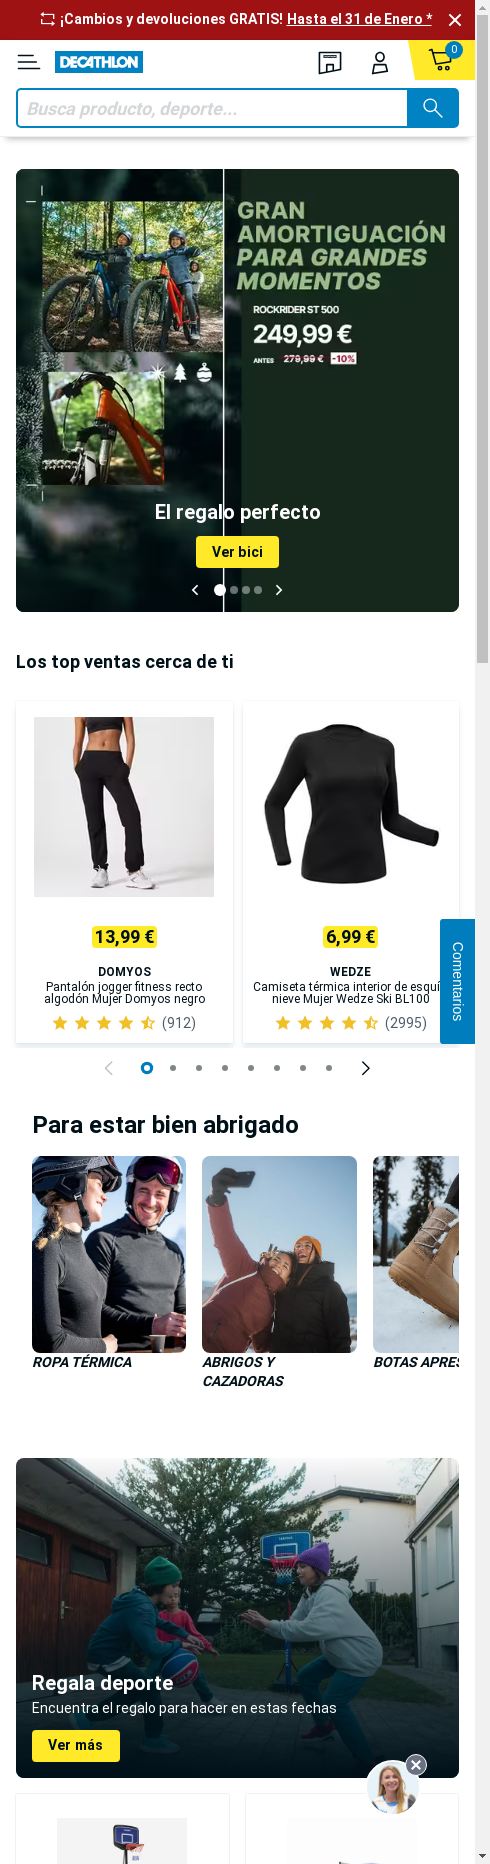 ¡Cambios y devoluciones GRATIS! Hasta el 31 de Enero *
DECATHLON
0
Busca producto, deporte...
GRAN
AMORTIGUACIÓN
PARA GRANDES
MOMENTOS
ROCKRIDER ST 500
249,99 €
ANTES 279,99 € -10%
El regalo perfecto
Ver bici
Los top ventas cerca de ti
13,99 €
DOMYOS
Pantalón jogger fitness recto
algodón Mujer Domyos negro
(912)
6,99 €
WEDZE
Camiseta térmica interior de esquí
nieve Mujer Wedze Ski BL100
(2995)
Comentarios
Para estar bien abrigado
ROPA TÉRMICA
ABRIGOS Y
CAZADORAS
BOTAS APRES
Regala deporte
Encuentra el regalo para hacer en estas fechas
Ver más